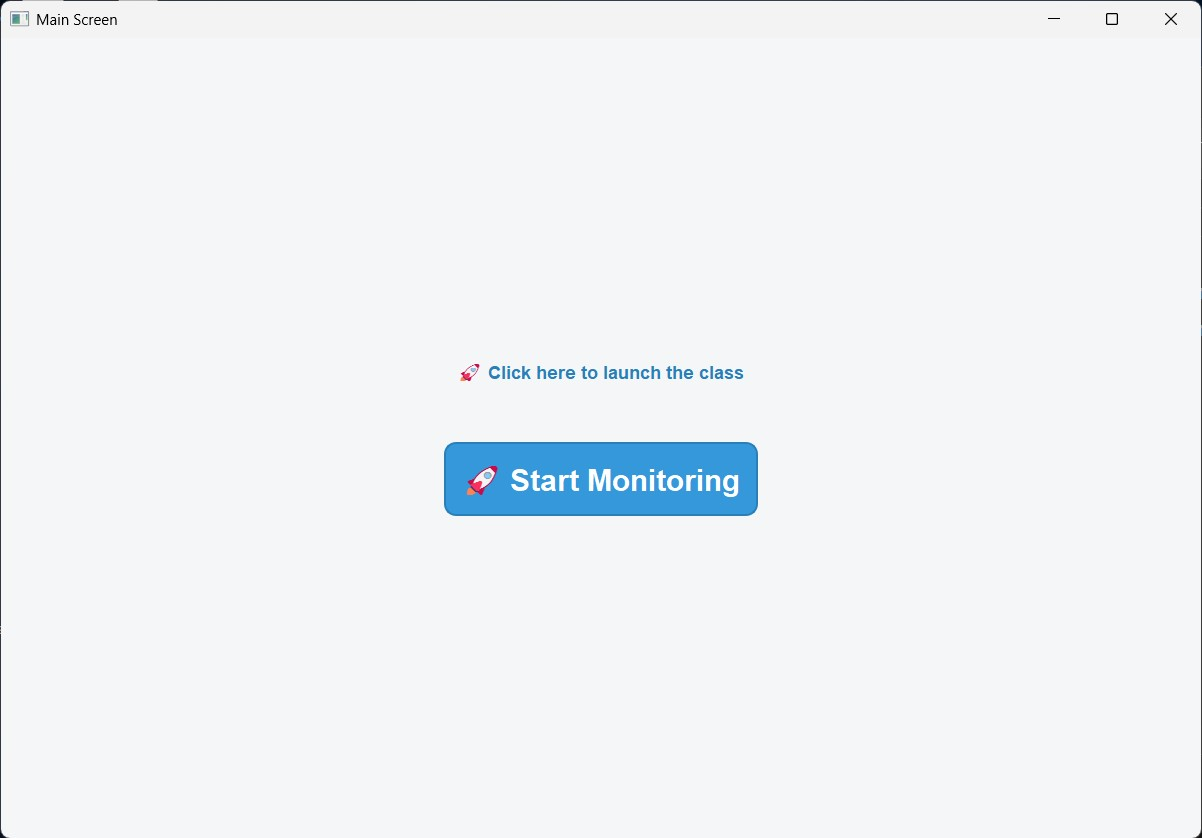 Main Screen
🚀 Click here to launch the class
🚀 Start Monitoring